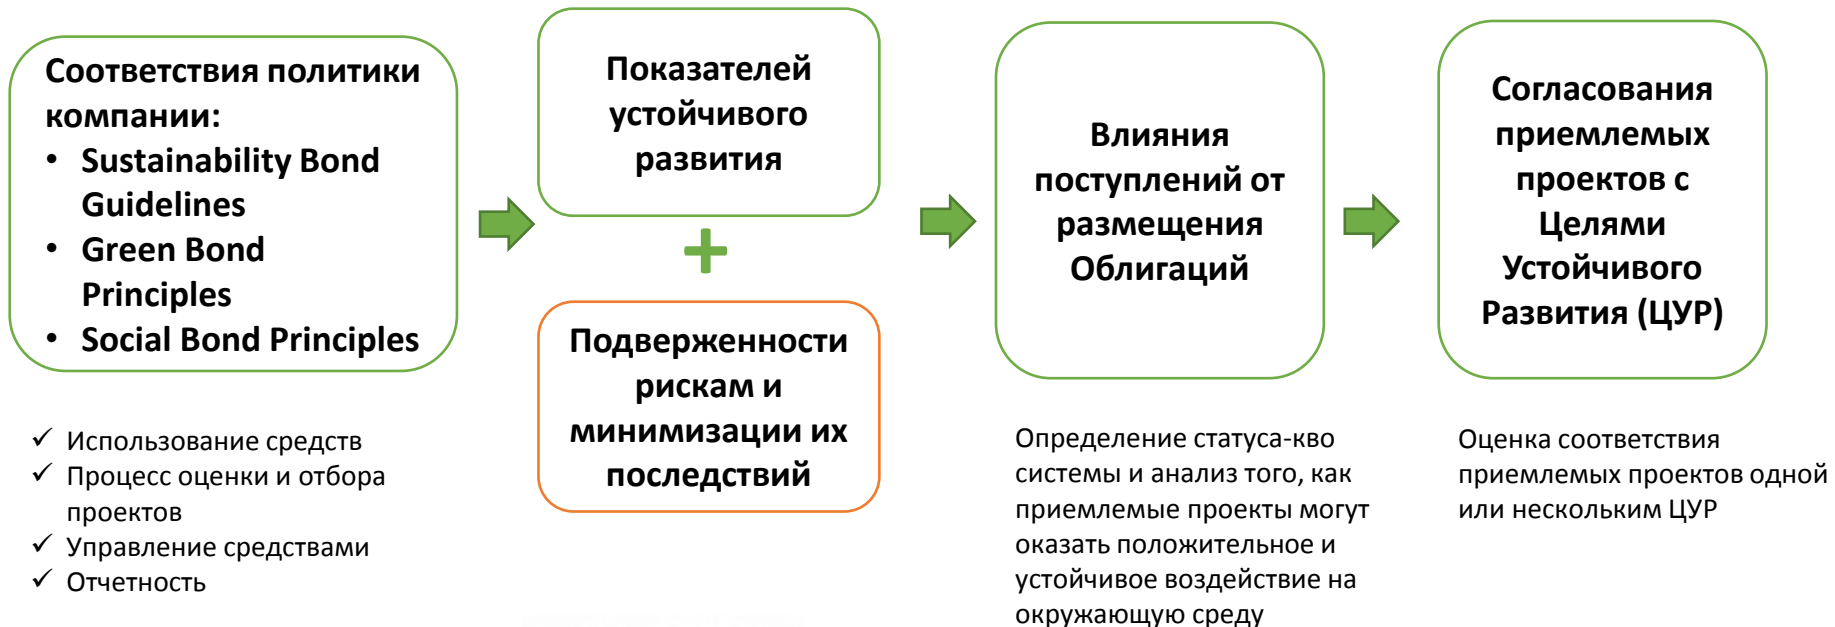 Соответствия политики
компании:
• Sustainability Bond
Guidelines
• Green Bond
Principles
• Social Bond Principles
✓ Использование средств
✓ Процесс оценки и отбора
проектов
✓ Управление средствами
✓ Отчетность
Показателей
устойчивого
развития
+
Подверженности
рискам и
минимизации их
последствий
Влияния
поступлений от
размещения
Облигаций
Определение статуса-кво
системы и анализ того, как
приемлемые проекты могут
оказать положительное и
устойчивое воздействие на
окружающую среду
Согласования
приемлемых
проектов с
Целями
Устойчивого
Развития (ЦУР)
Оценка соответствия
приемлемых проектов одной
или нескольким ЦУР